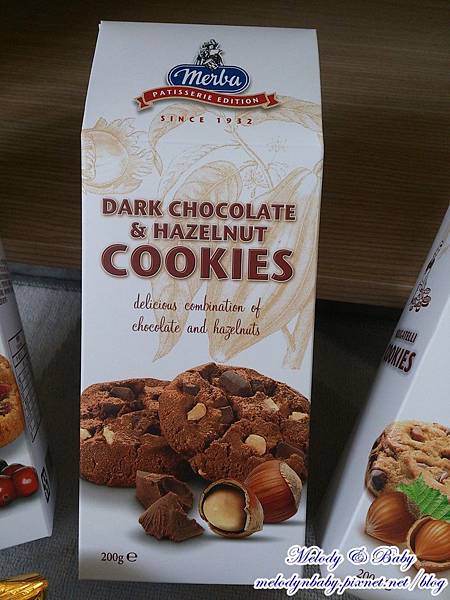 Merba
PATISSERIE EDITION
SINCE 1932
DARK CHOCOLATE
& HAZELNUT
COOKIES
delicious combination of
chocolate and hazelnuts
200g e
COOKIES
Melody & Baby
melodynbaby.pixnet.net/blog